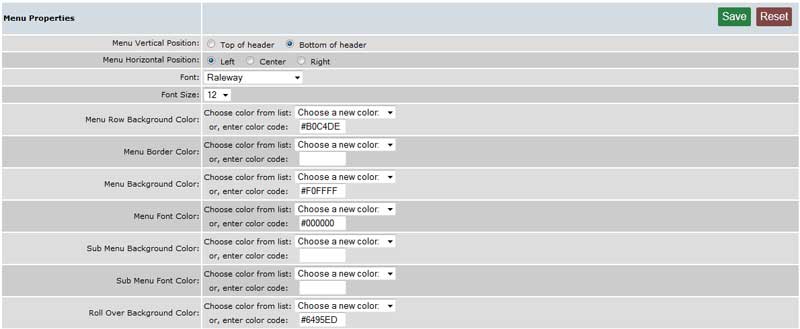 Menu Properties Save Reset
Menu Vertical Position: Top of header Bottom of header
Menu Horizontal Position: Left Center Right
Font: Raleway
Font Size: 12
Menu Row Background Color: Choose color from list: Choose a new color:
or, enter color code: #B0C4DE
Menu Border Color: Choose color from list: Choose a new color:
or, enter color code:
Menu Background Color: Choose color from list: Choose a new color:
or, enter color code: #F0FFFF
Menu Font Color: Choose color from list: Choose a new color:
or, enter color code: #000000
Sub Menu Background Color: Choose color from list: Choose a new color:
or, enter color code:
Sub Menu Font Color: Choose color from list: Choose a new color:
or, enter color code:
Roll Over Background Color: Choose color from list: Choose a new color:
or, enter color code: #6495ED